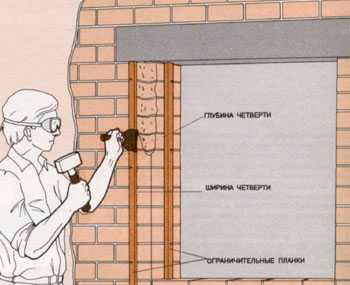 ГЛУБИНА ЧЕТВЕРТИ
ШИРИНА ЧЕТВЕРТИ
ОГРАНИЧИТЕЛЬНЫЕ ПЛАНКИ